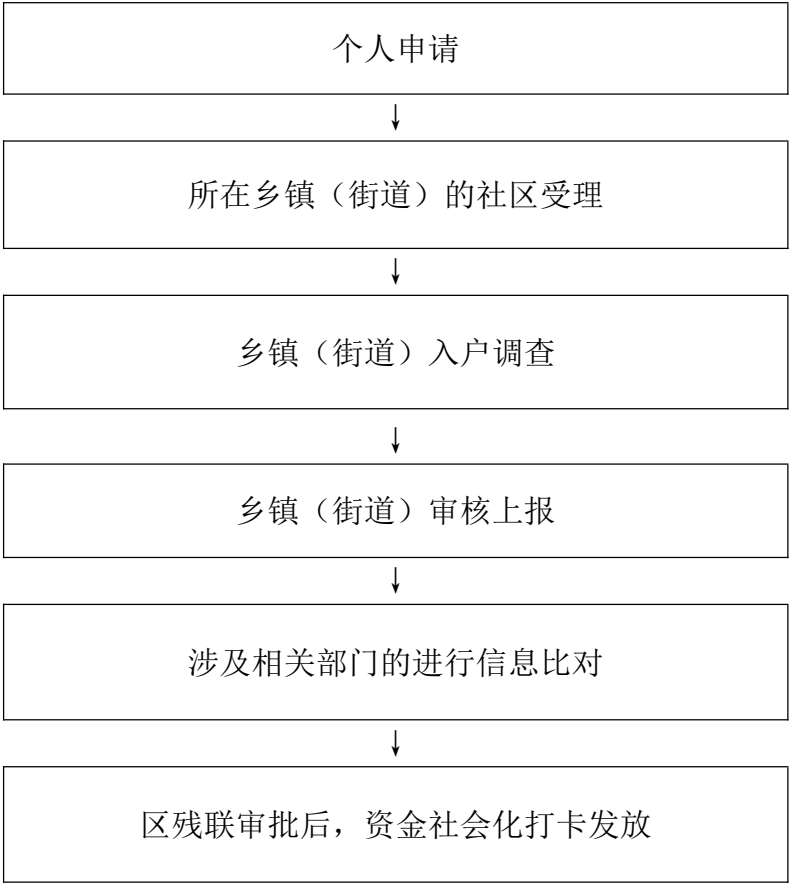 个人申请
所在乡镇（街道）的社区受理
乡镇（街道）入户调查
乡镇（街道）审核上报
涉及相关部门的进行信息比对
区残联审批后，资金社会化打卡发放